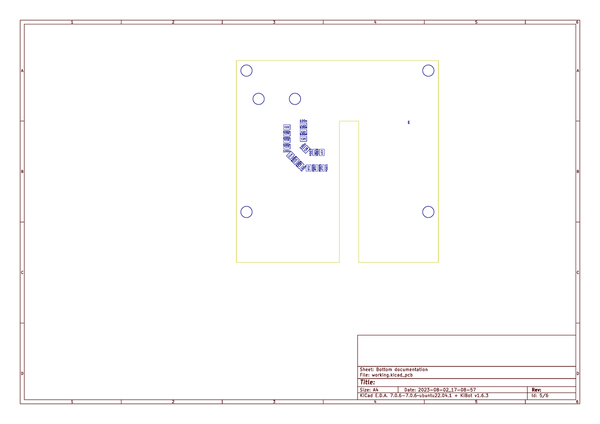 1 2 3 4 5 6
A A
B B
C C
D D
Sheet: Bottom documentation
File: working.kicad_pcb
Title:
Size: A4 Date: 2023-08-02_17-08-57 Rev:
KiCad E.D.A. 7.0.6-7.0.6~ubuntu22.04.1 + KiBot v1.6.3 Id: 5/6
1 2 3 4 5 6